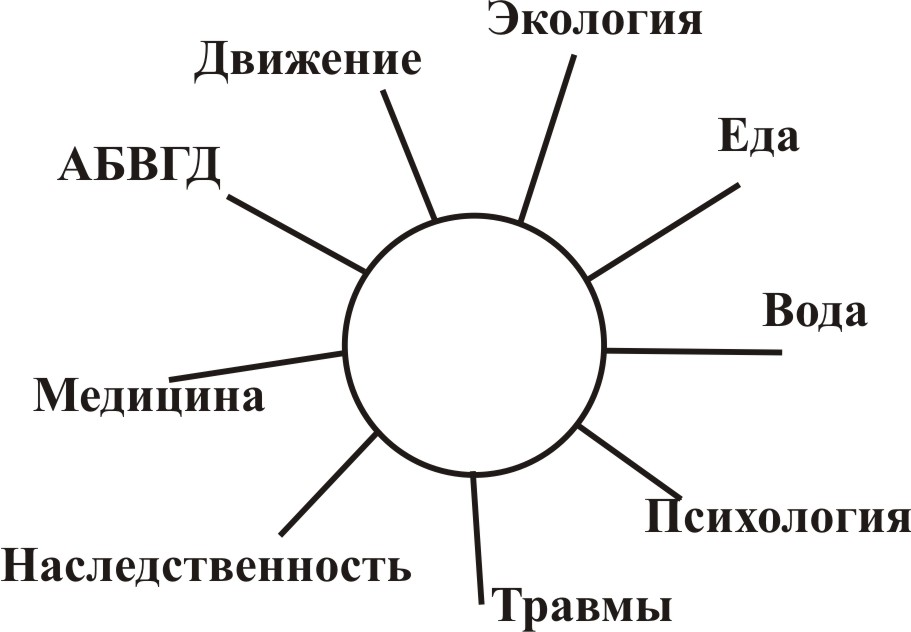 Экология
Движение
Еда
АБВГД
Вода
Медицина
Психология
Наследственность
Травмы